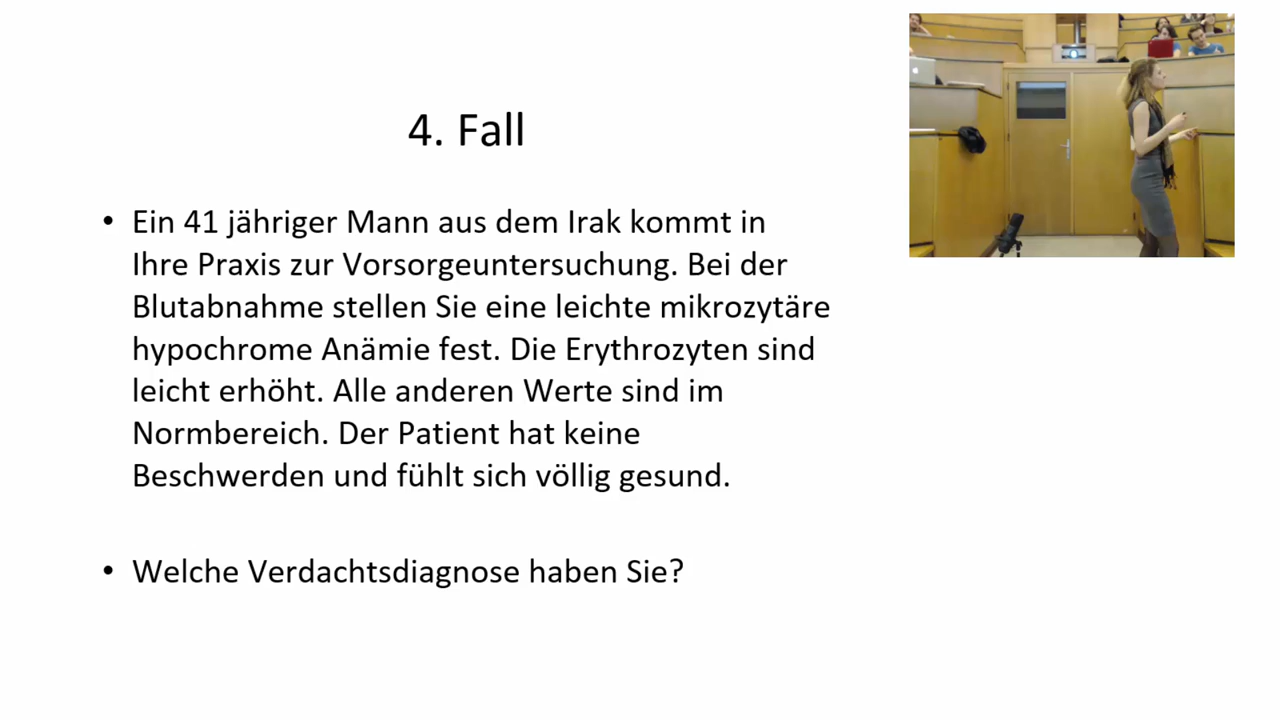 4. Fall
• Ein 41 jähriger Mann aus dem Irak kommt in
Ihre Praxis zur Vorsorgeuntersuchung. Bei der
Blutabnahme stellen Sie eine leichte mikrozytäre
hypochrome Anämie fest. Die Erythrozyten sind
leicht erhöht. Alle anderen Werte sind im
Normbereich. Der Patient hat keine
Beschwerden und fühlt sich völlig gesund.
• Welche Verdachtsdiagnose haben Sie?